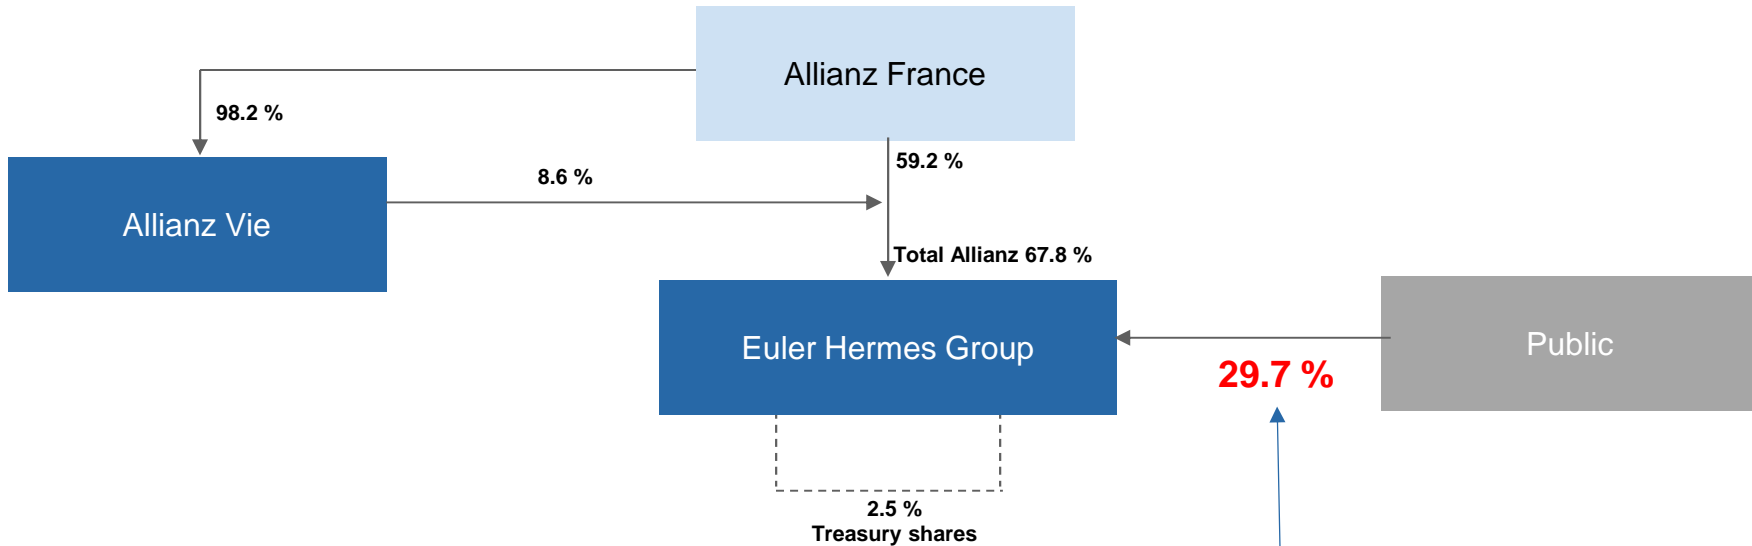 Allianz France
98.2 %
59.2 %
8.6 %
Allianz Vie
Total Allianz 67.8 %
Euler Hermes Group
Public
29.7 %
2.5 %
Treasury shares